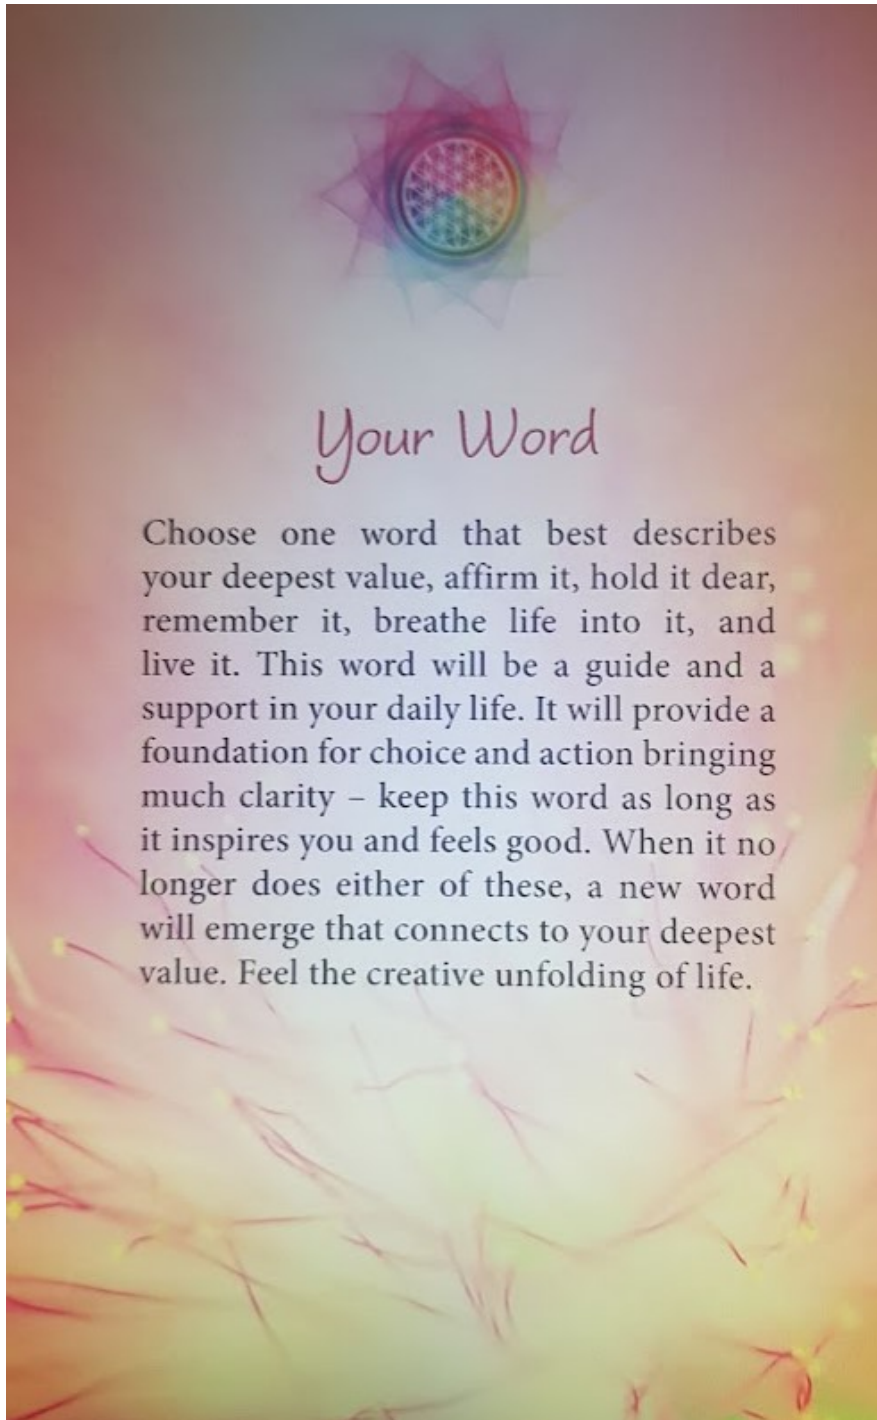 Your Word
Choose one word that best describes
your deepest value, affirm it, hold it dear,
remember it, breathe life into it, and
live it. This word will be a guide and a
support in your daily life. It will provide a
foundation for choice and action bringing
much clarity – keep this word as long as
it inspires you and feels good. When it no
longer does either of these, a new word
will emerge that connects to your deepest
value. Feel the creative unfolding of life.